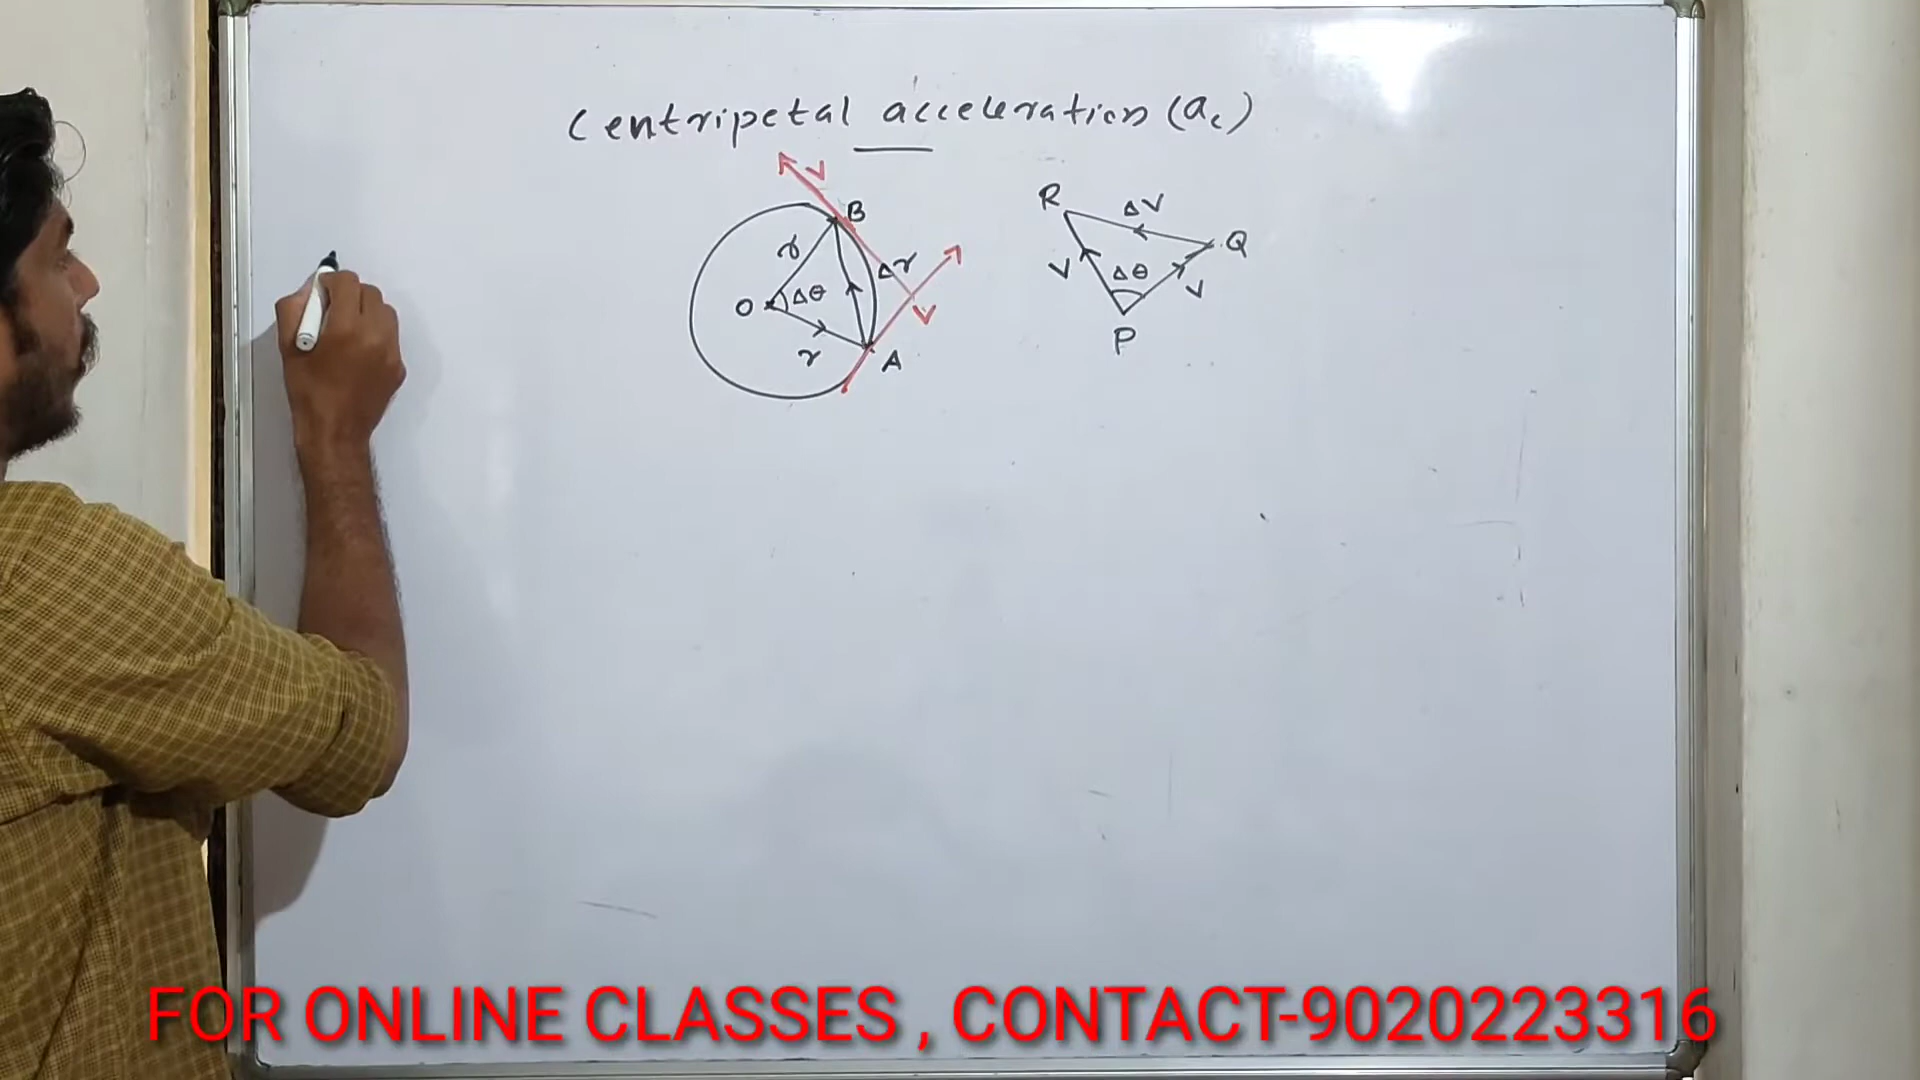 Centripetal acceleration (ac)
V
B
r
Δr
O Δθ
V
r
A
R ΔV
Q
V Δθ V
P
FOR ONLINE CLASSES , CONTACT-9020223316